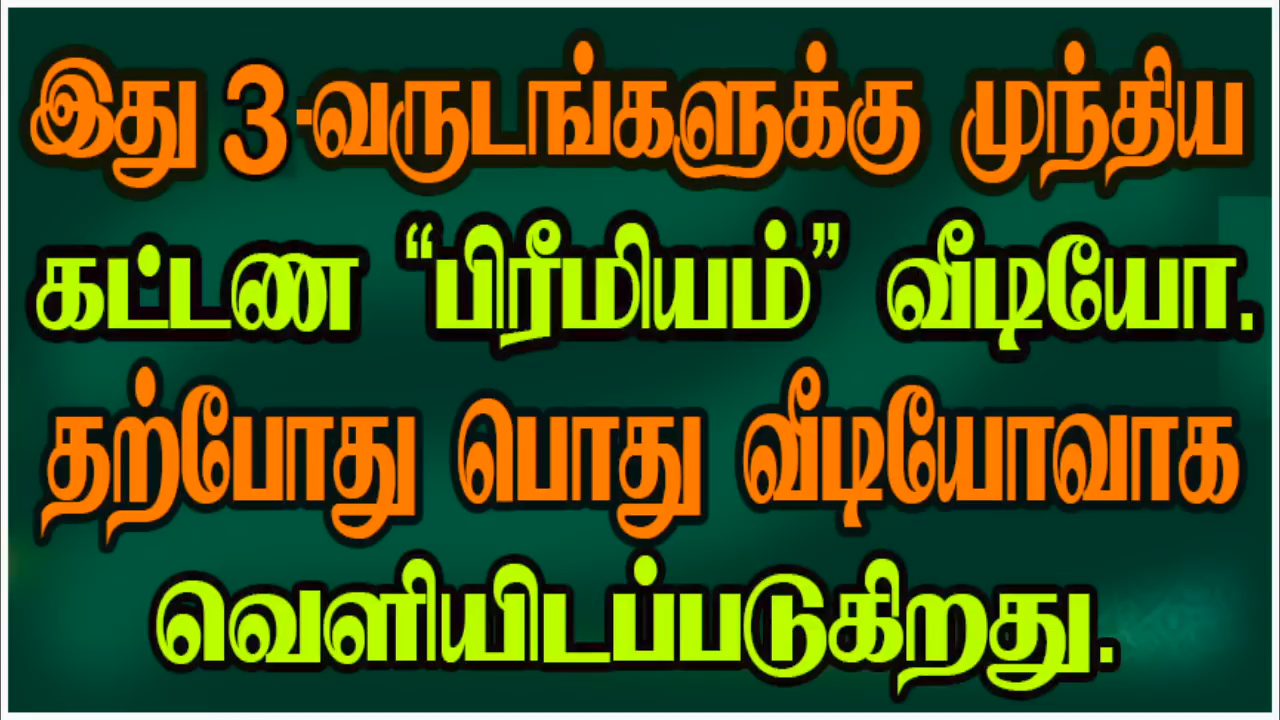 இது 3-வருடங்களுக்கு முந்திய
கட்டண “பிரீமியம்” வீடியோ.
தற்போது பொது வீடியோவாக
வெளியிடப்படுகிறது.